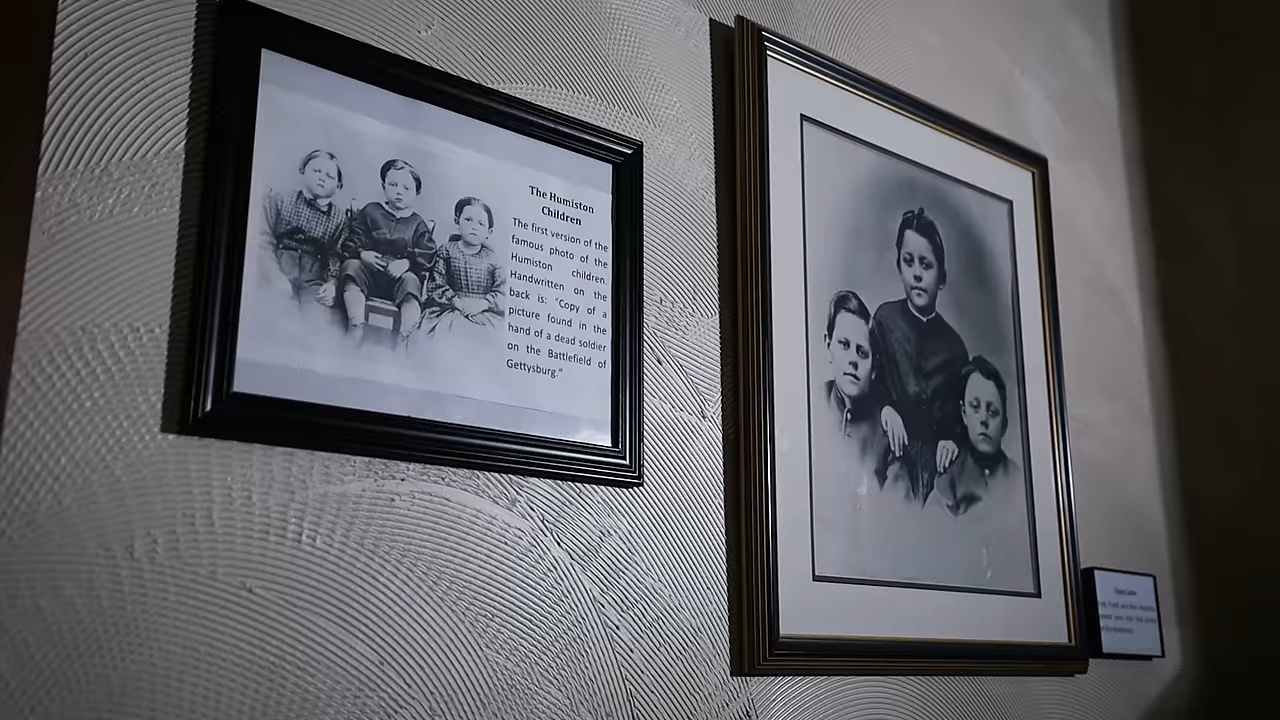 The Humiston
Children
The first version of the
famous photo of the
Humiston children.
Handwritten on the
back is: "Copy of a
picture found in the
hand of a dead soldier
on the Battlefield of
Gettysburg."